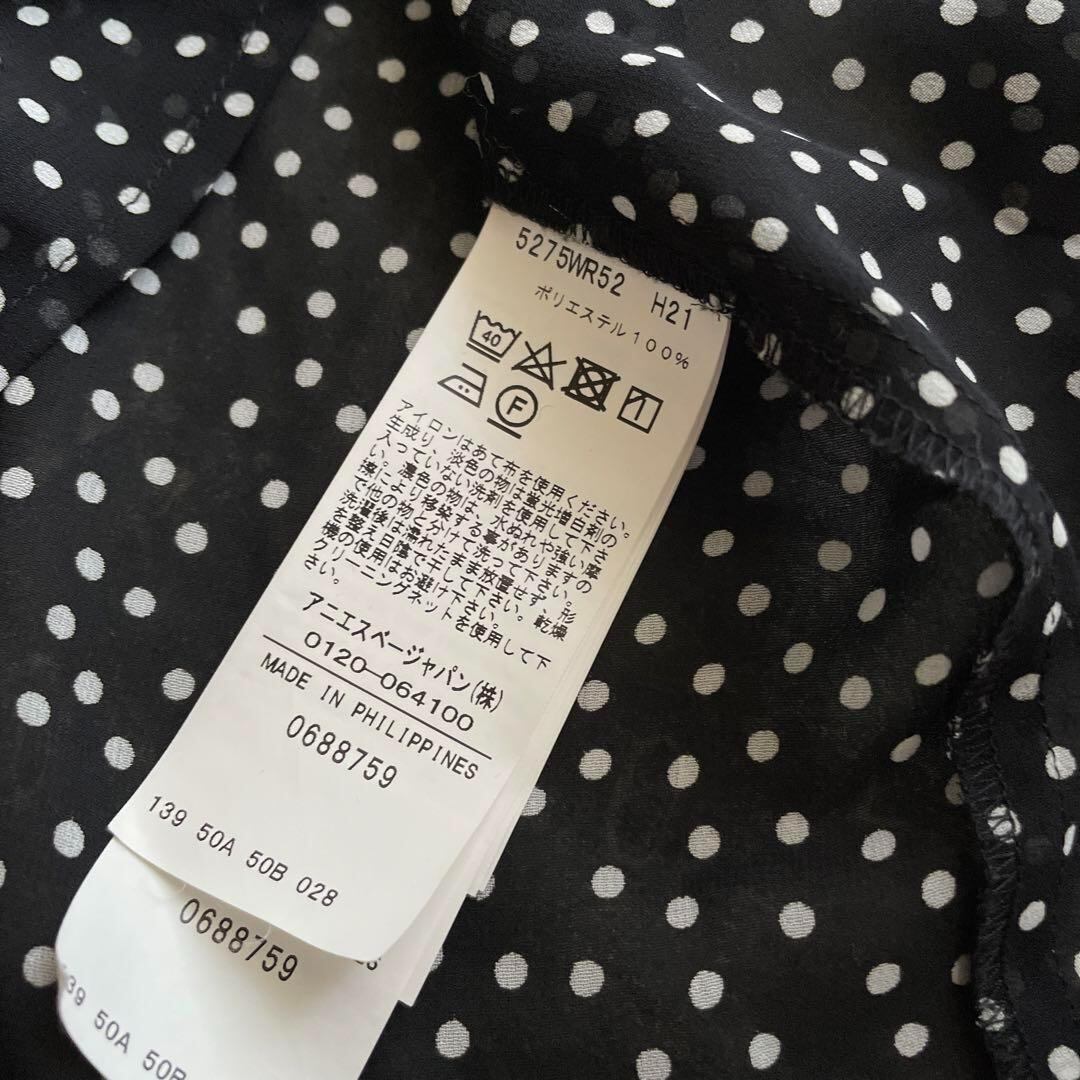 5275WR52 H21
ポリエステル100%
40
1
F
アイロンはあて布を使用ください。
生成り、淡色の物は蛍光増白剤の
入っていない洗剤を使用して下さ
い。濃色の物は、水ぬれや強い摩
擦により移染する事がありますの
で他の物と分けて洗って下さい。
洗濯後は濡れたまま放置せず、形
を整え日陰で干して下さい。乾燥
機の使用はお避け下さい。
クリーニングネットを使用して下
さい。
アニエスベージャパン(株)
0120-064100
MADE IN PHILIPPINES
0688759
139 50A 50B 028
0688759
39 50A 50B